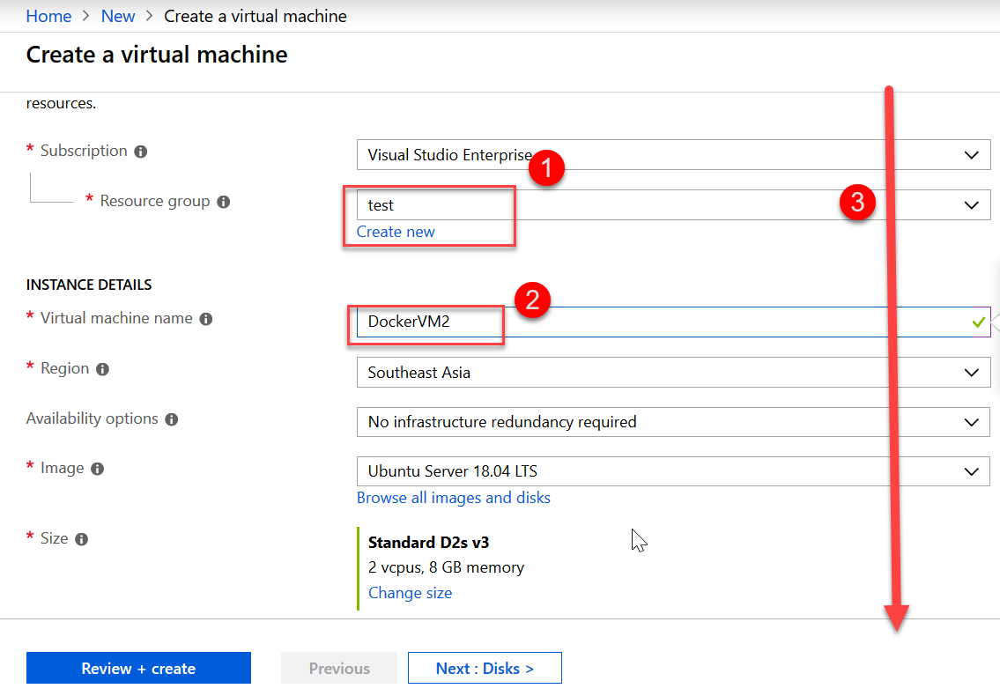 Home > New > Create a virtual machine
Create a virtual machine
resources.
* Subscription
Visual Studio Enterprise
1
* Resource group
test
3
Create new
INSTANCE DETAILS
2
* Virtual machine name
DockerVM2
* Region
Southeast Asia
Availability options
No infrastructure redundancy required
* Image
Ubuntu Server 18.04 LTS
Browse all images and disks
* Size
Standard D2s v3
2 vcpus, 8 GB memory
Change size
Review + create
Previous
Next : Disks >